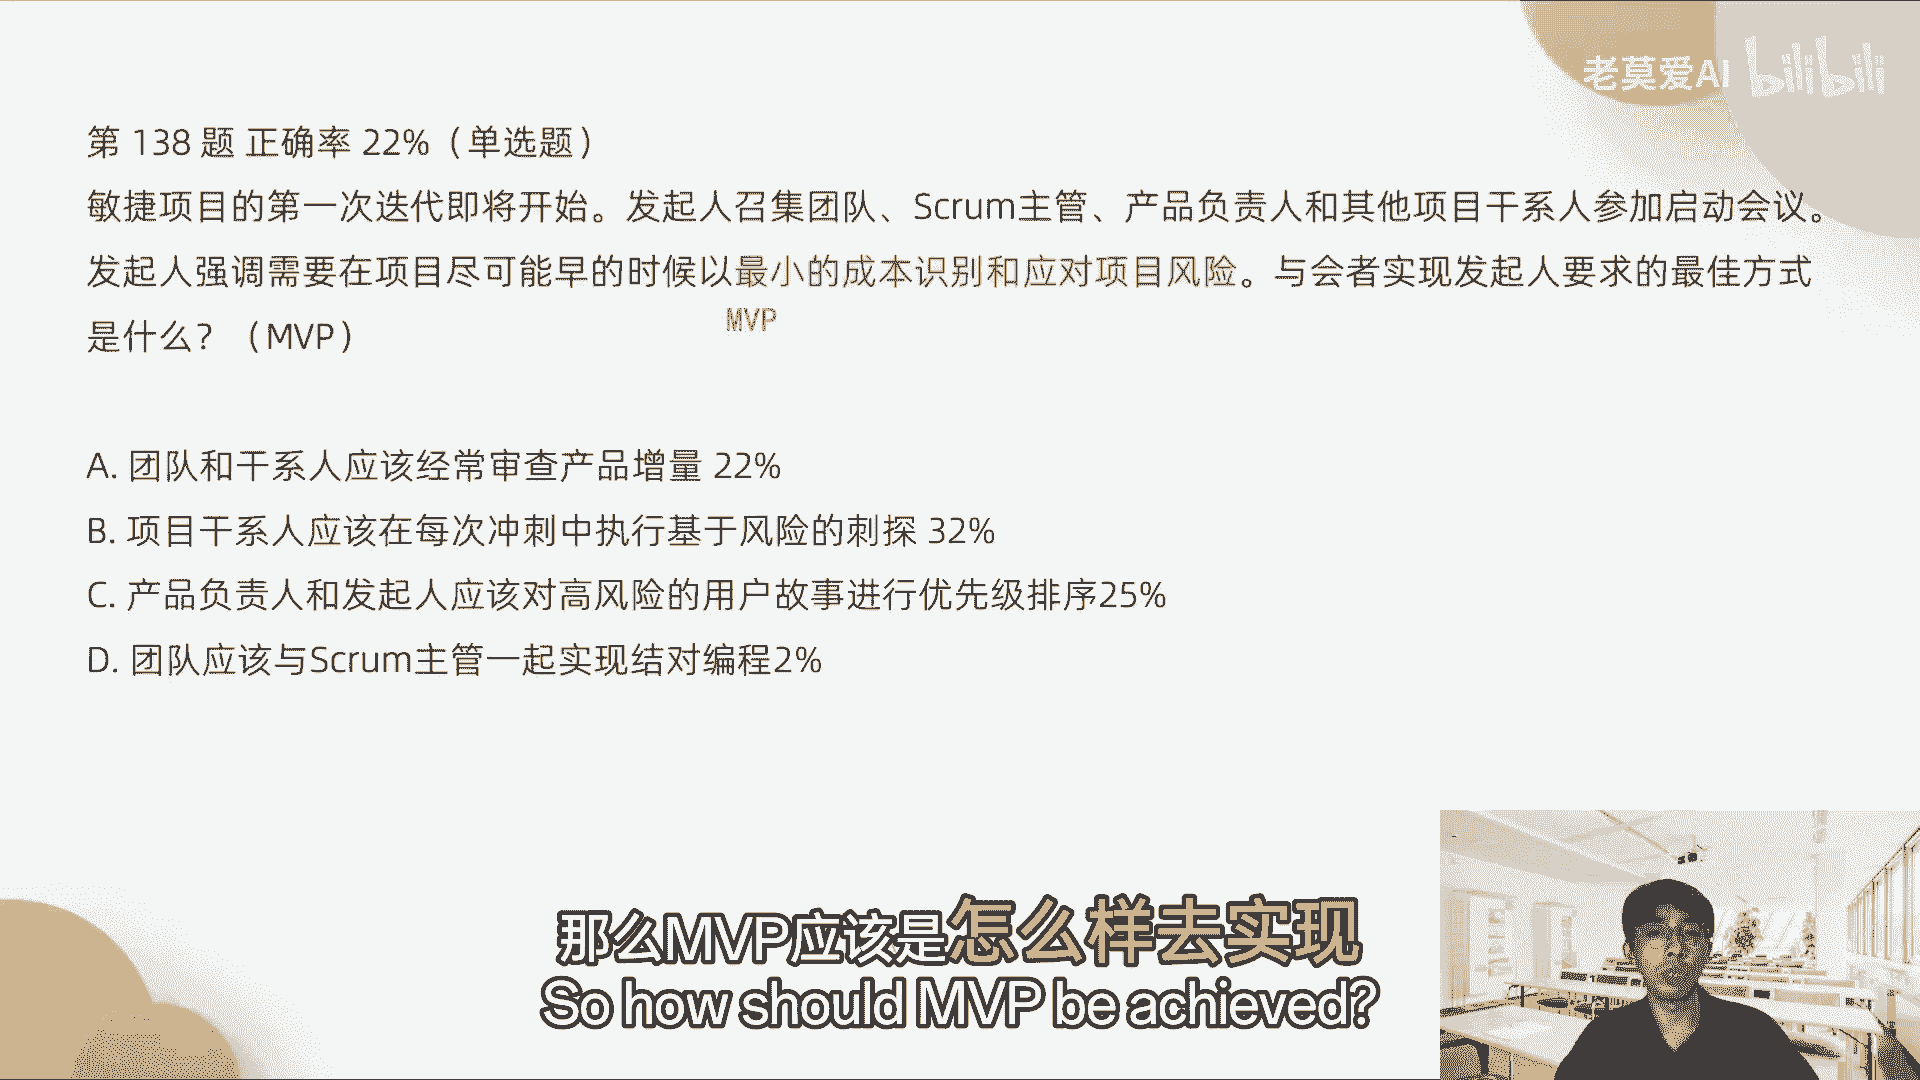 老莫爱AI bilibili
第 138 题 正确率 22%（单选题）
敏捷项目的第一次迭代即将开始。发起人召集团队、Scrum主管、产品负责人和其他项目干系人参加启动会议。
发起人强调需要在项目尽可能早的时候以最小的成本识别和应对项目风险。与会者实现发起人要求的最佳方式
MVP
是什么？（MVP）
A. 团队和干系人应该经常审查产品增量 22%
B. 项目干系人应该在每次冲刺中执行基于风险的刺探 32%
C. 产品负责人和发起人应该对高风险的用户故事进行优先级排序25%
D. 团队应该与Scrum主管一起实现结对编程2%
那么MVP应该是怎么样去实现
So how should MVP be achieved?